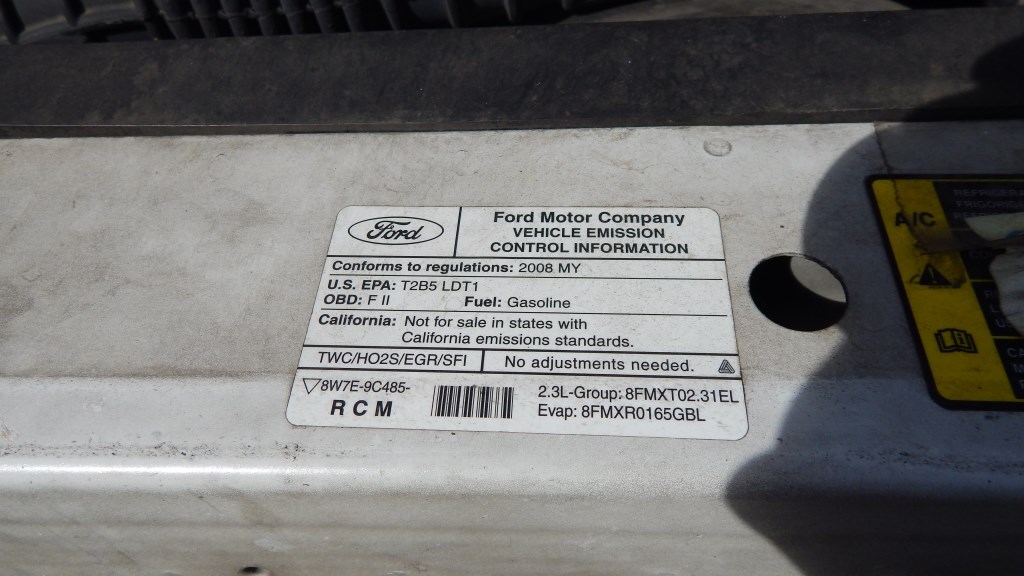 Ford
Ford Motor Company
VEHICLE EMISSION
CONTROL INFORMATION
Conforms to regulations: 2008 MY
U.S. EPA: T2B5 LDT1
OBD: F II Fuel: Gasoline
California: Not for sale in states with
California emissions standards.
TWC/HO2S/EGR/SFI
No adjustments needed.
8W7E-9C485-
RCM
2.3L-Group: 8FMXT02.31EL
Evap: 8FMXR0165GBL
A/C